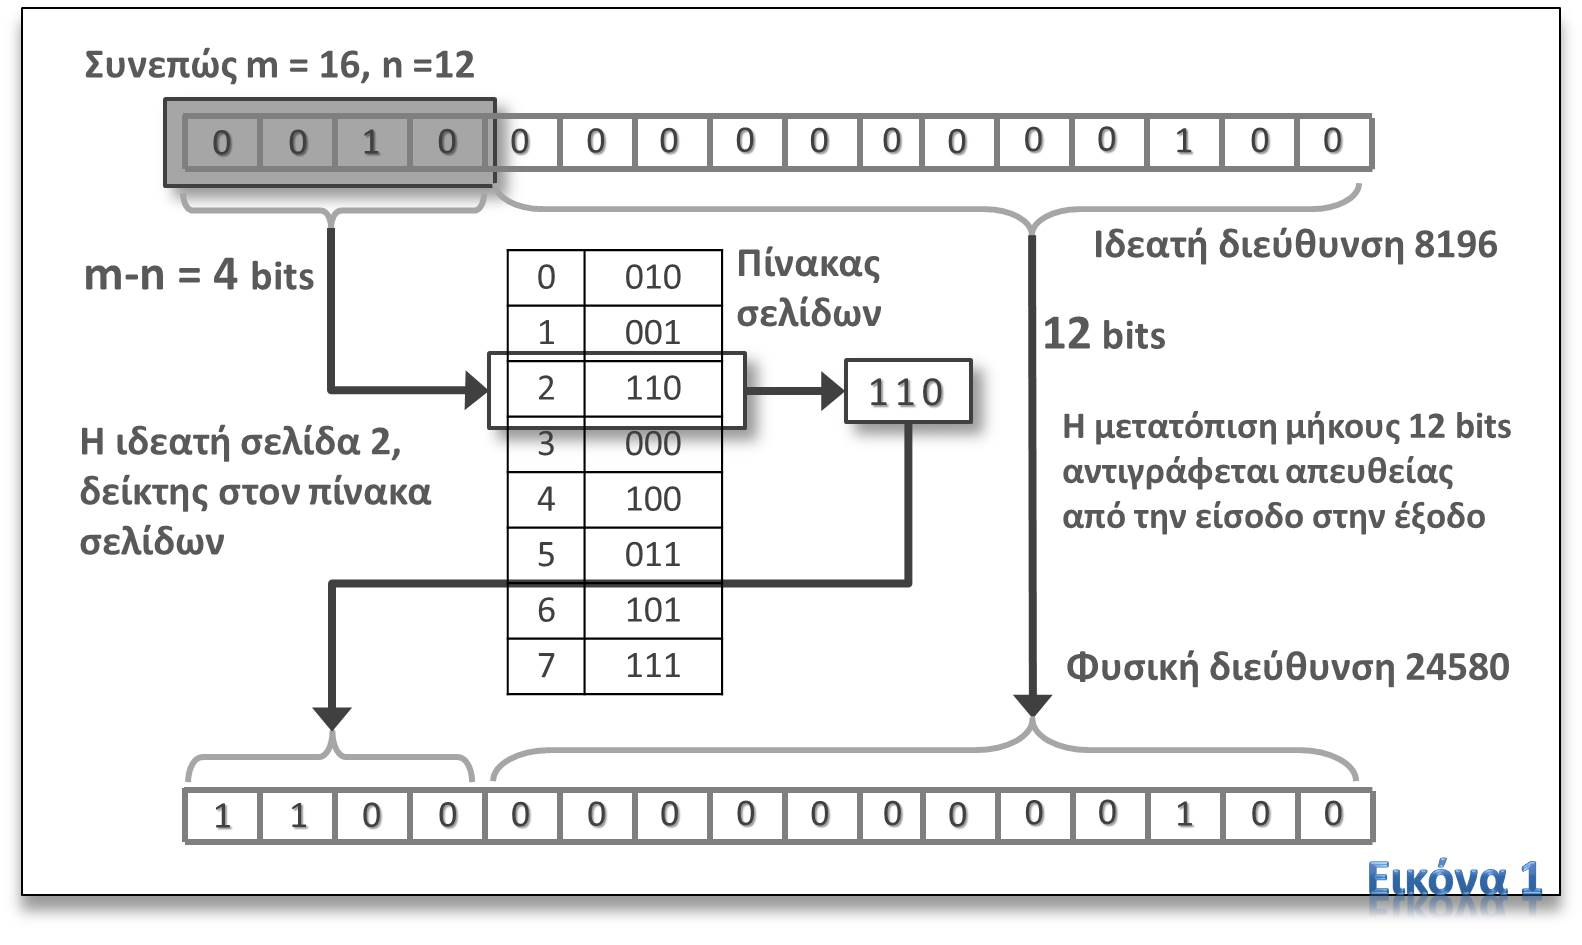 Συνεπώς m = 16, n =12
0 0 1 0 0 0 0 0 0 0 0 0 0 1 0 0
m-n = 4 bits
Ιδεατή διεύθυνση 8196
Πίνακας
σελίδων
0 010
1 001
2 110
3 000
4 100
5 011
6 101
7 111
110
12 bits
Η ιδεατή σελίδα 2,
δείκτης στον πίνακα
σελίδων
Η μετατόπιση μήκους 12 bits
αντιγράφεται απευθείας
από την είσοδο στην έξοδο
Φυσική διεύθυνση 24580
1 1 0 0 0 0 0 0 0 0 0 0 0 1 0 0
Εικόνα 1